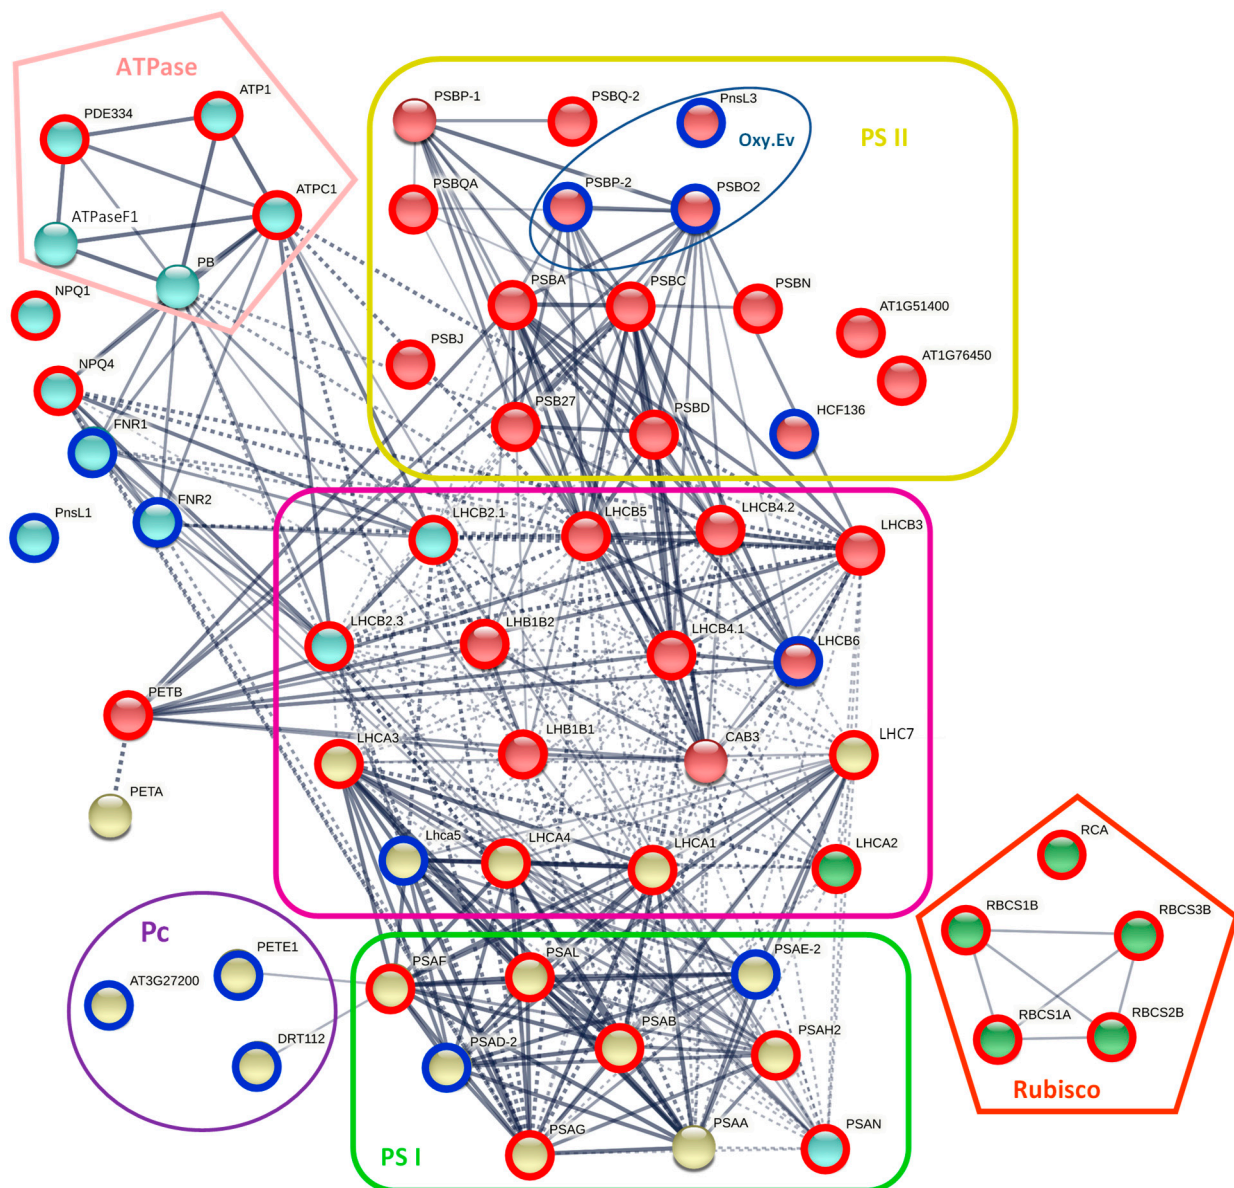 ATPase
PDE334
ATP1
ATPC1
ATPaseF1
PB
NPQ1
NPQ4
FNR1
FNR2
PnsL1
PSBP-1
PSBQ-2
PnsL3
Oxy.Ev
PS II
PSBQA
PSBP-2
PSBO2
PSBA
PSBC
PSBN
AT1G51400
AT1G76450
PSBJ
PSB27
PSBD
HCF136
LHCB2.1
LHCB5
LHCB4.2
LHCB3
LHCB2.3
LHB1B2
LHCB4.1
LHCB6
PETB
PETA
LHCA3
LHB1B1
CAB3
LHC7
Lhca5
LHCA4
LHCA1
LHCA2
Pc
PETE1
AT3G27200
DRT112
PSAF
PSAL
PSAE-2
PSAD-2
PSAB
PSAH2
PSAG
PSAA
PSAN
PS I
RCA
RBCS1B
RBCS3B
RBCS1A
RBCS2B
Rubisco